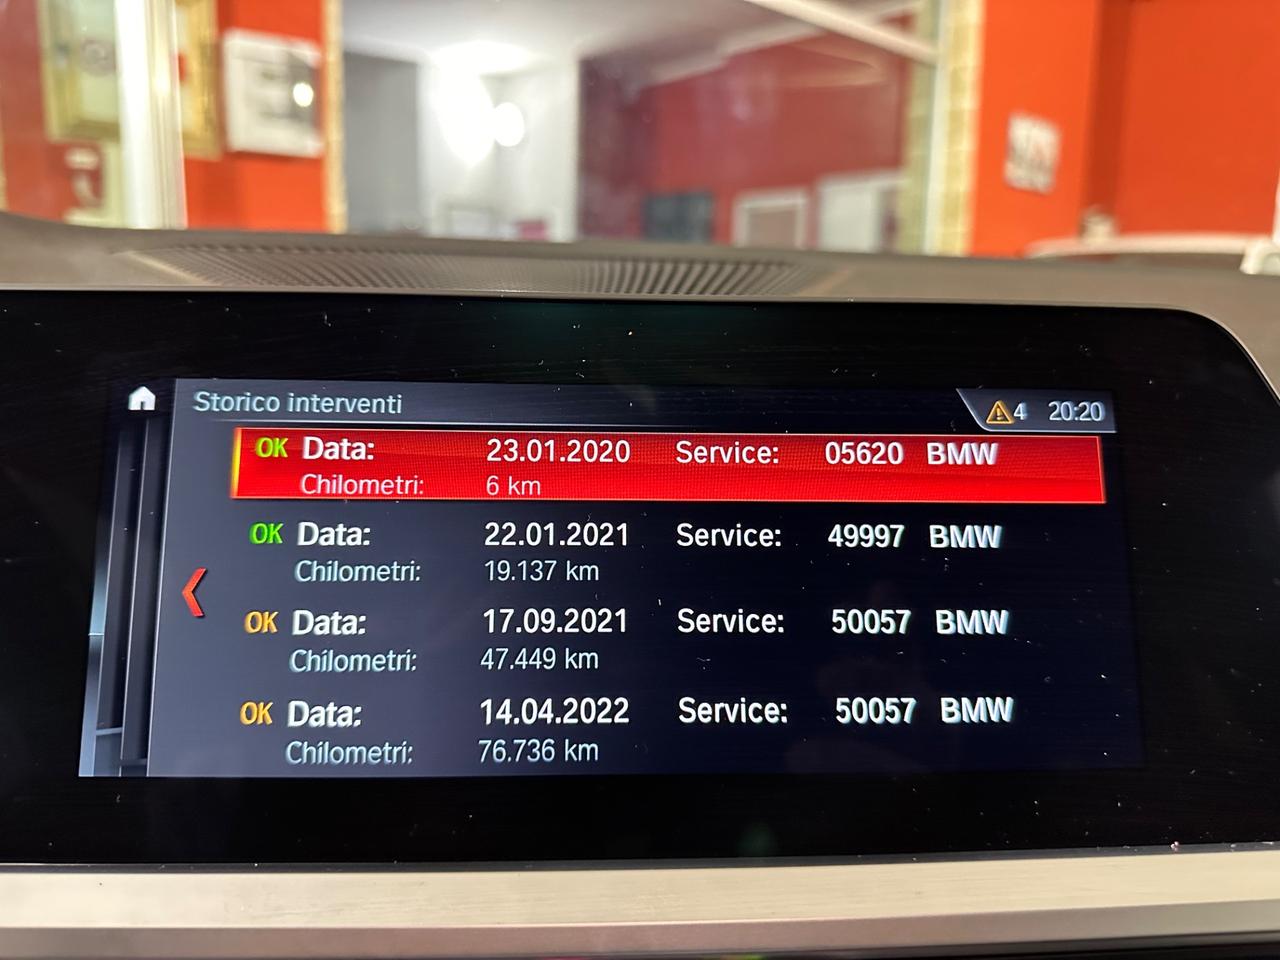 Storico interventi 4 20:20
OK Data: 23.01.2020 Service: 05620 BMW
Chilometri: 6 km
OK Data: 22.01.2021 Service: 49997 BMW
Chilometri: 19.137 km
OK Data: 17.09.2021 Service: 50057 BMW
Chilometri: 47.449 km
OK Data: 14.04.2022 Service: 50057 BMW
Chilometri: 76.736 km